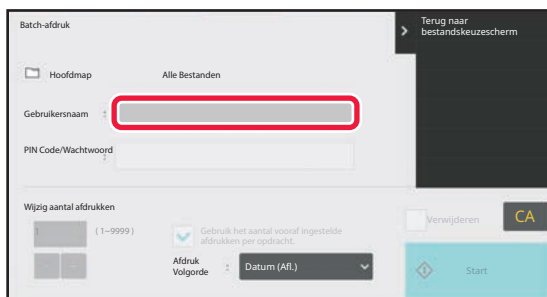 Batch-afdruk
Terug naar
bestandskeuzescherm
Hoofdmap
Alle Bestanden
Gebruikersnaam :
PIN Code/Wachtwoord :
Wijzig aantal afdrukken
1
( 1~9999 )
Gebruik het aantal vooraf ingestelde
afdrukken per opdracht.
Afdruk
Volgorde :
Datum (Afl.)
Verwijderen
CA
Start